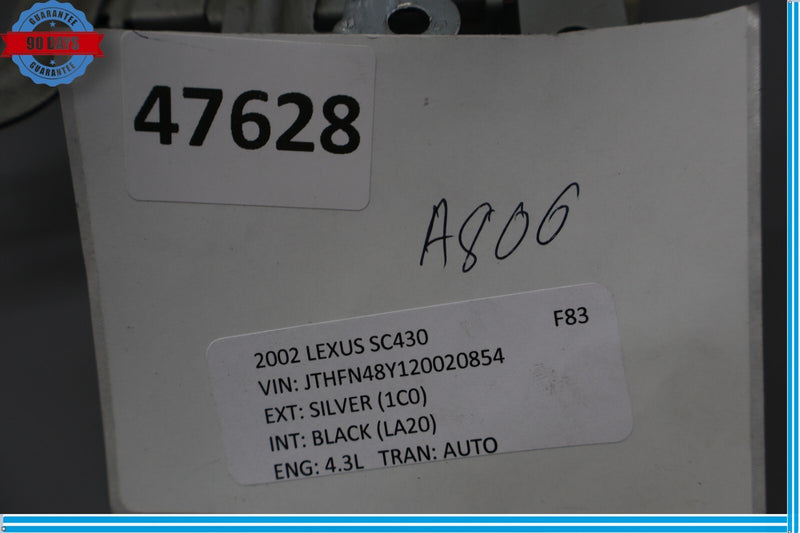 GUARANTEE
90 DAYS
GUARANTEE
47628
A806
2002 LEXUS SC430 F83
VIN: JTHFN48Y120020854
EXT: SILVER (1C0)
INT: BLACK (LA20)
ENG: 4.3L TRAN: AUTO